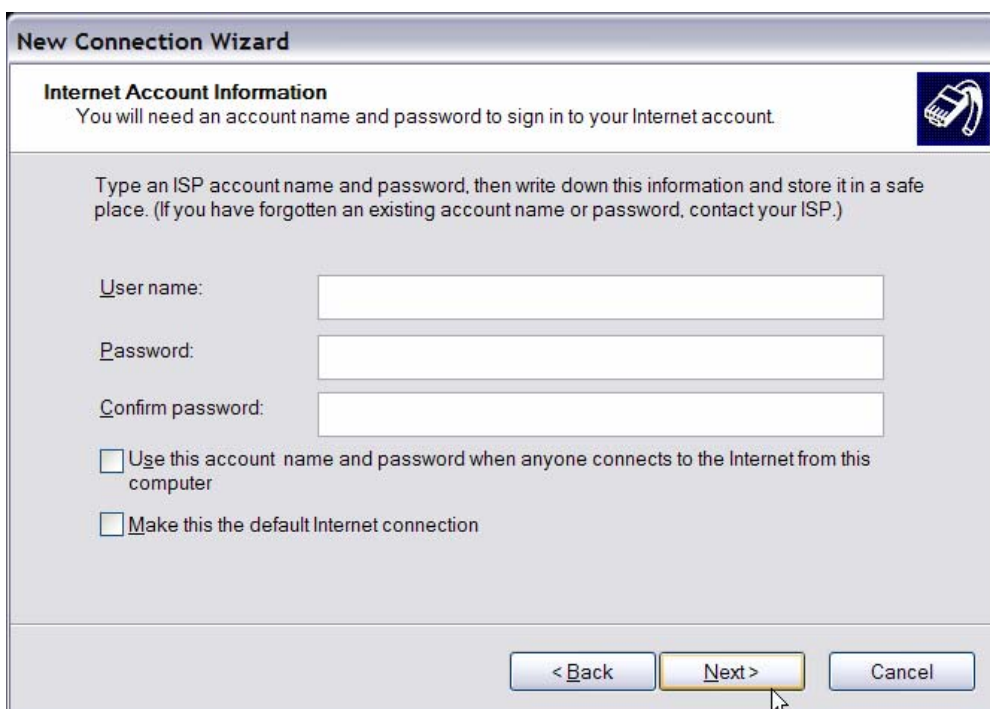 New Connection Wizard
Internet Account Information
You will need an account name and password to sign in to your Internet account.
Type an ISP account name and password, then write down this information and store it in a safe
place. (If you have forgotten an existing account name or password, contact your ISP.)
User name:
Password:
Confirm password:
Use this account name and password when anyone connects to the Internet from this
computer
Make this the default Internet connection
< Back
Next >
Cancel